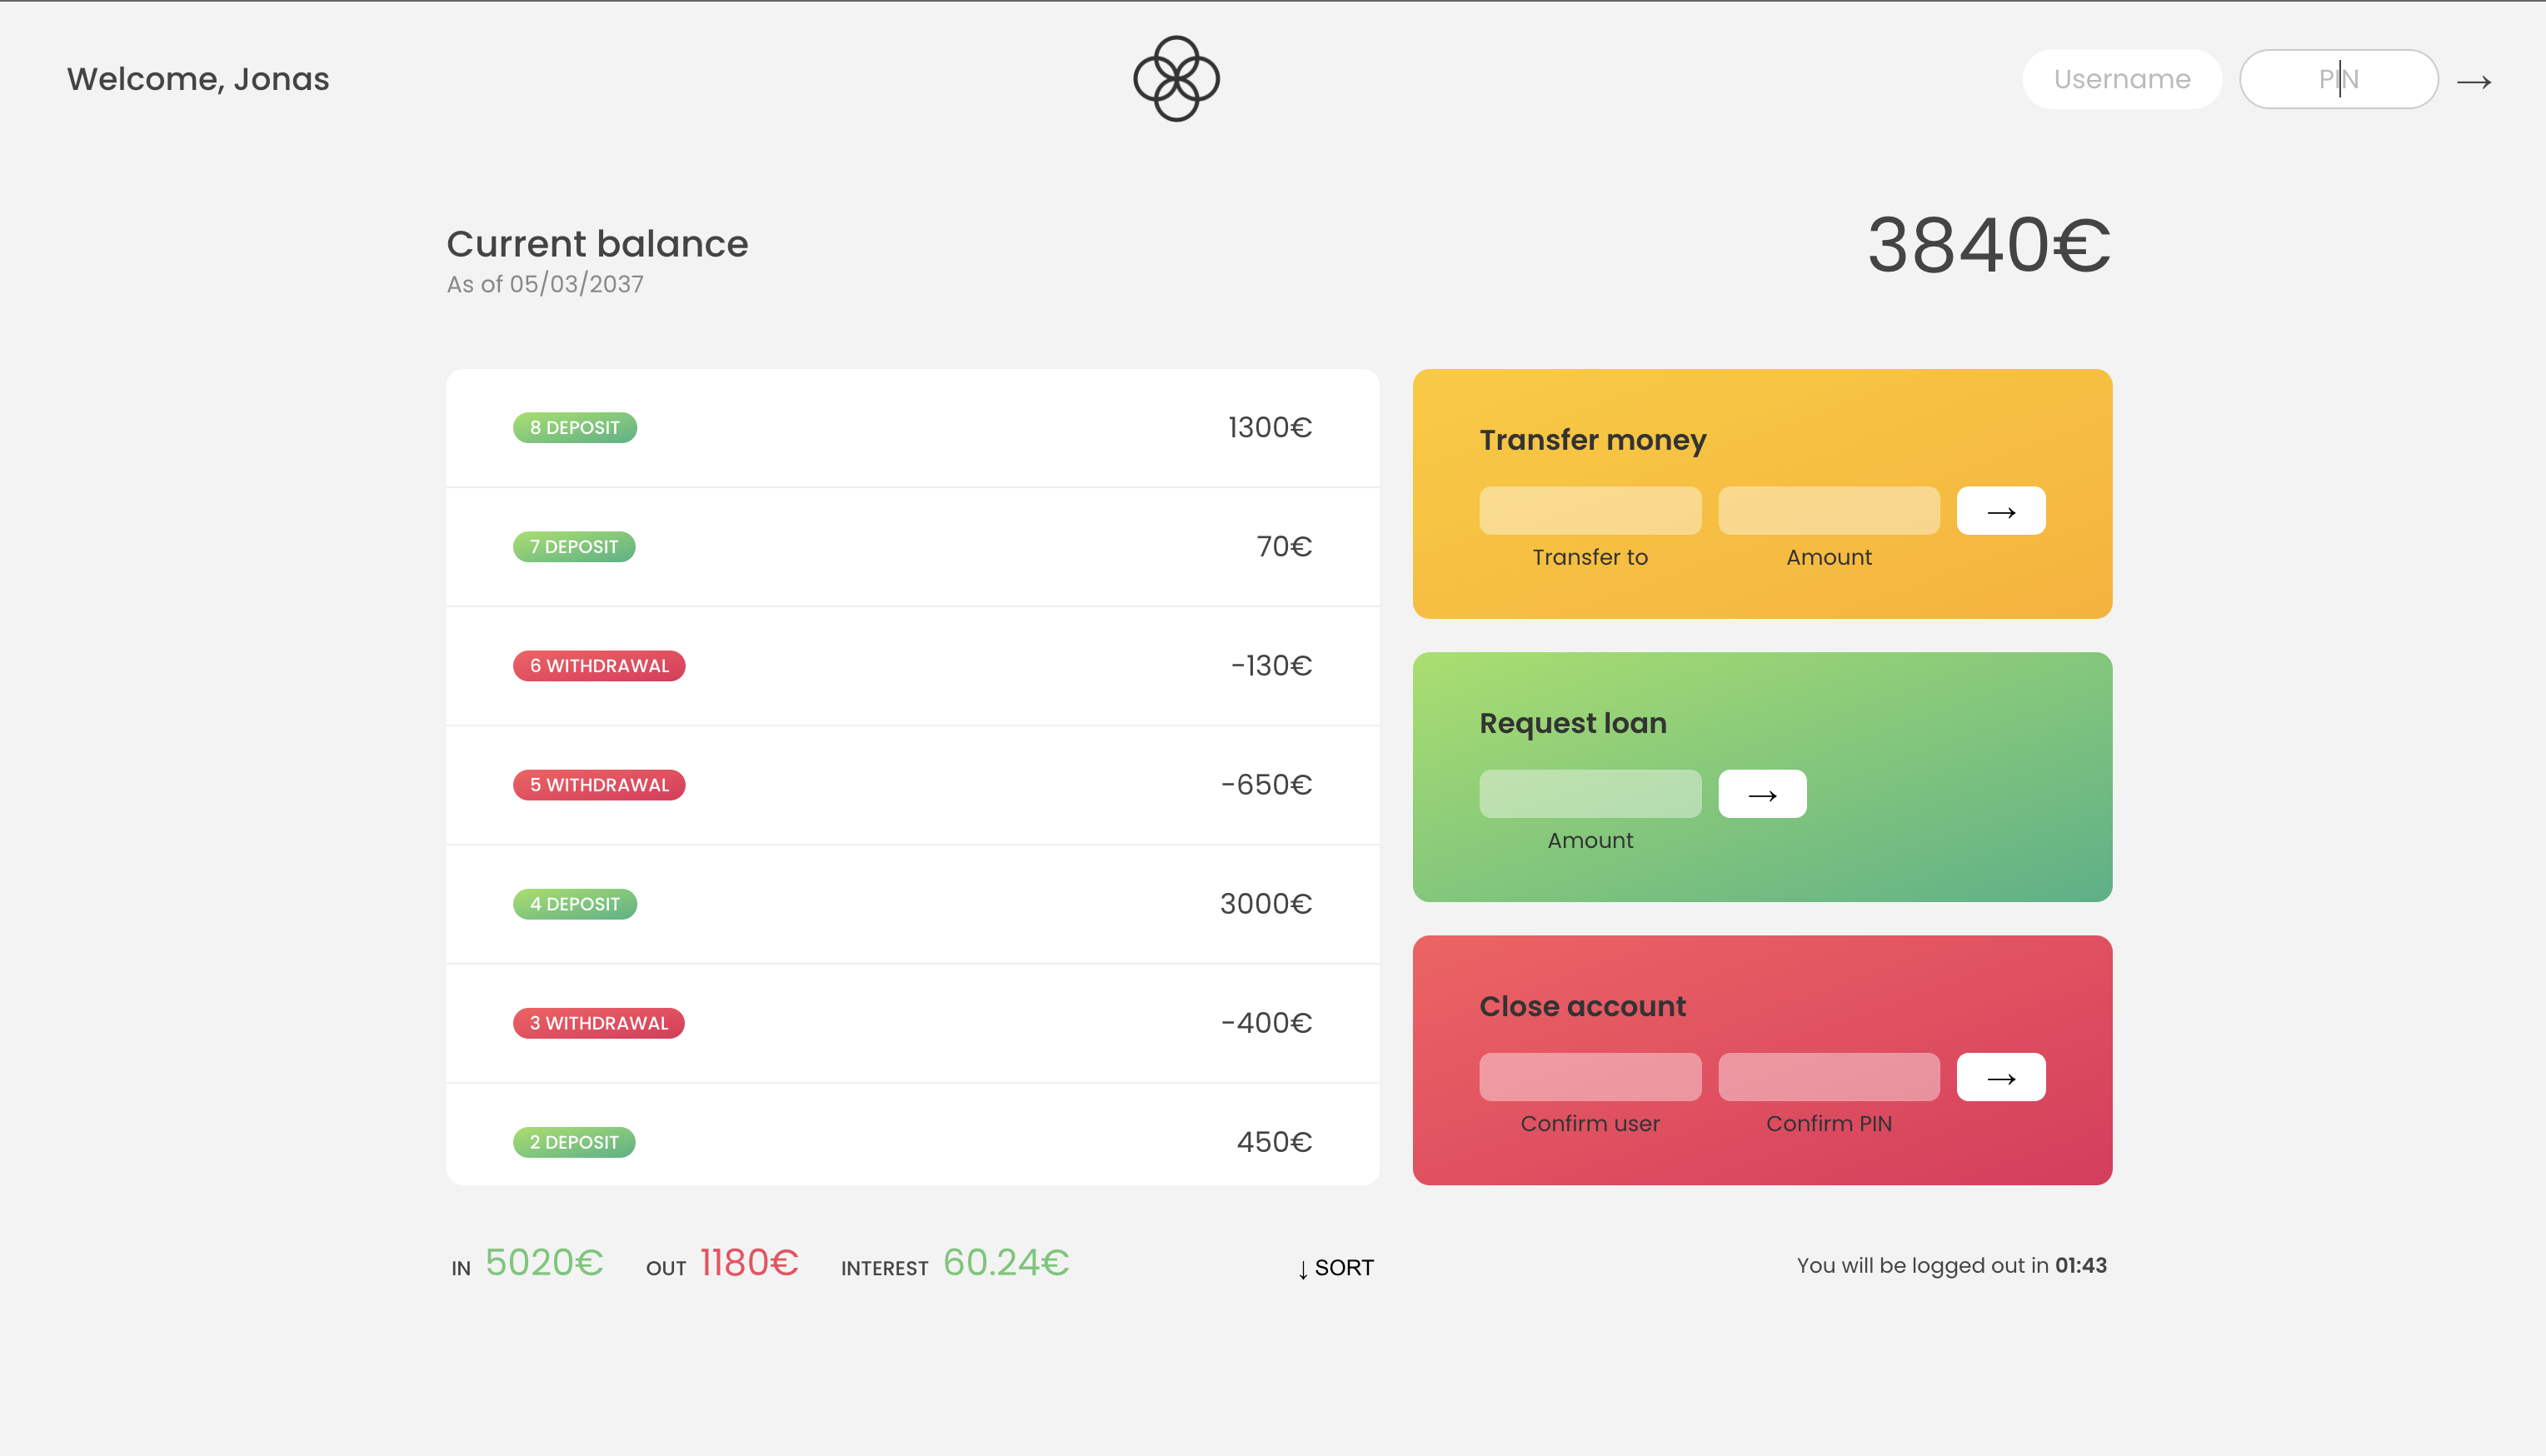 Welcome, Jonas
Username
PIN
→
Current balance
As of 05/03/2037
3840€
8 DEPOSIT
1300€
7 DEPOSIT
70€
6 WITHDRAWAL
-130€
5 WITHDRAWAL
-650€
4 DEPOSIT
3000€
3 WITHDRAWAL
-400€
2 DEPOSIT
450€
Transfer money
→
Transfer to
Amount
Request loan
→
Amount
Close account
→
Confirm user
Confirm PIN
IN 5020€ OUT 1180€ INTEREST 60.24€
↓ SORT
You will be logged out in 01:43